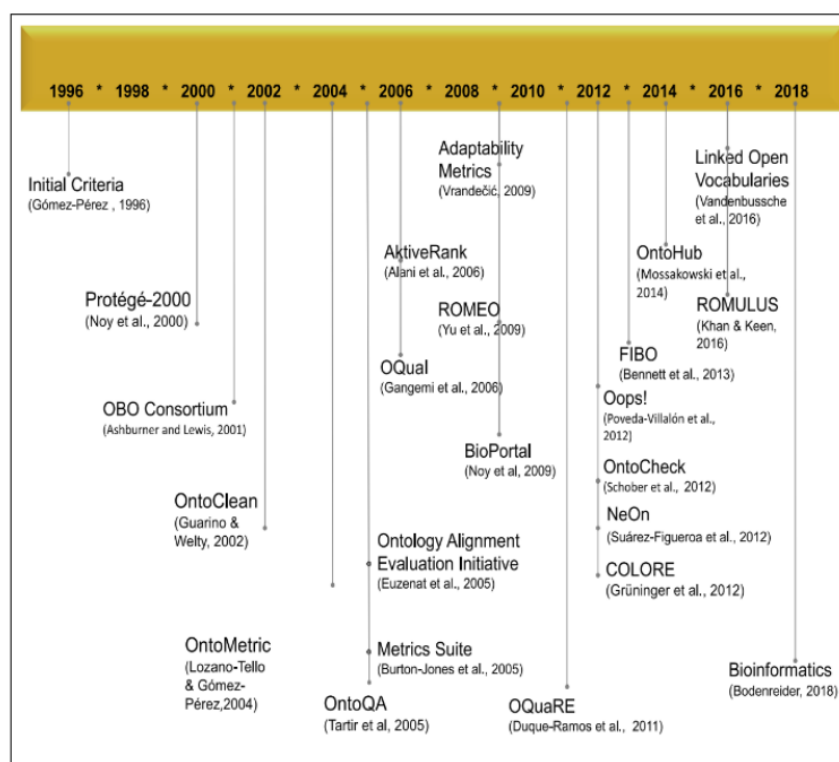 1996 * 1998 * 2000 * 2002 * 2004 * 2006 * 2008 * 2010 * 2012 * 2014 * 2016 * 2018
Initial Criteria
(Gómez-Pérez , 1996)
Protégé-2000
(Noy et al., 2000)
OBO Consortium
(Ashburner and Lewis, 2001)
OntoClean
(Guarino &
Welty, 2002)
OntoMetric
(Lozano-Tello
& Gómez-
Pérez,2004)
Ontology Alignment
Evaluation Initiative
(Euzenat et al., 2005)
Metrics Suite
(Burton-Jones et al., 2005)
OntoQA
(Tartir et al, 2005)
AktiveRank
(Alani et al., 2006)
OQual
(Gangemi et al., 2006)
Adaptability
Metrics
(Vrandečić, 2009)
ROMEO
(Yu et al., 2009)
BioPortal
(Noy et al, 2009)
OQuaRE
(Duque-Ramos et al., 2011)
Oops!
(Poveda-Villalón et al.,
2012)
OntoCheck
(Schober et al., 2012)
NeOn
(Suárez-Figueroa et al., 2012)
COLORE
(Grüninger et al., 2012)
FIBO
(Bennett et al., 2013)
OntoHub
(Mossakowski et al.,
2014)
Linked Open
Vocabularies
(Vandenbussche
et al., 2016)
ROMULUS
(Khan & Keen,
2016)
Bioinformatics
(Bodenreider, 2018)